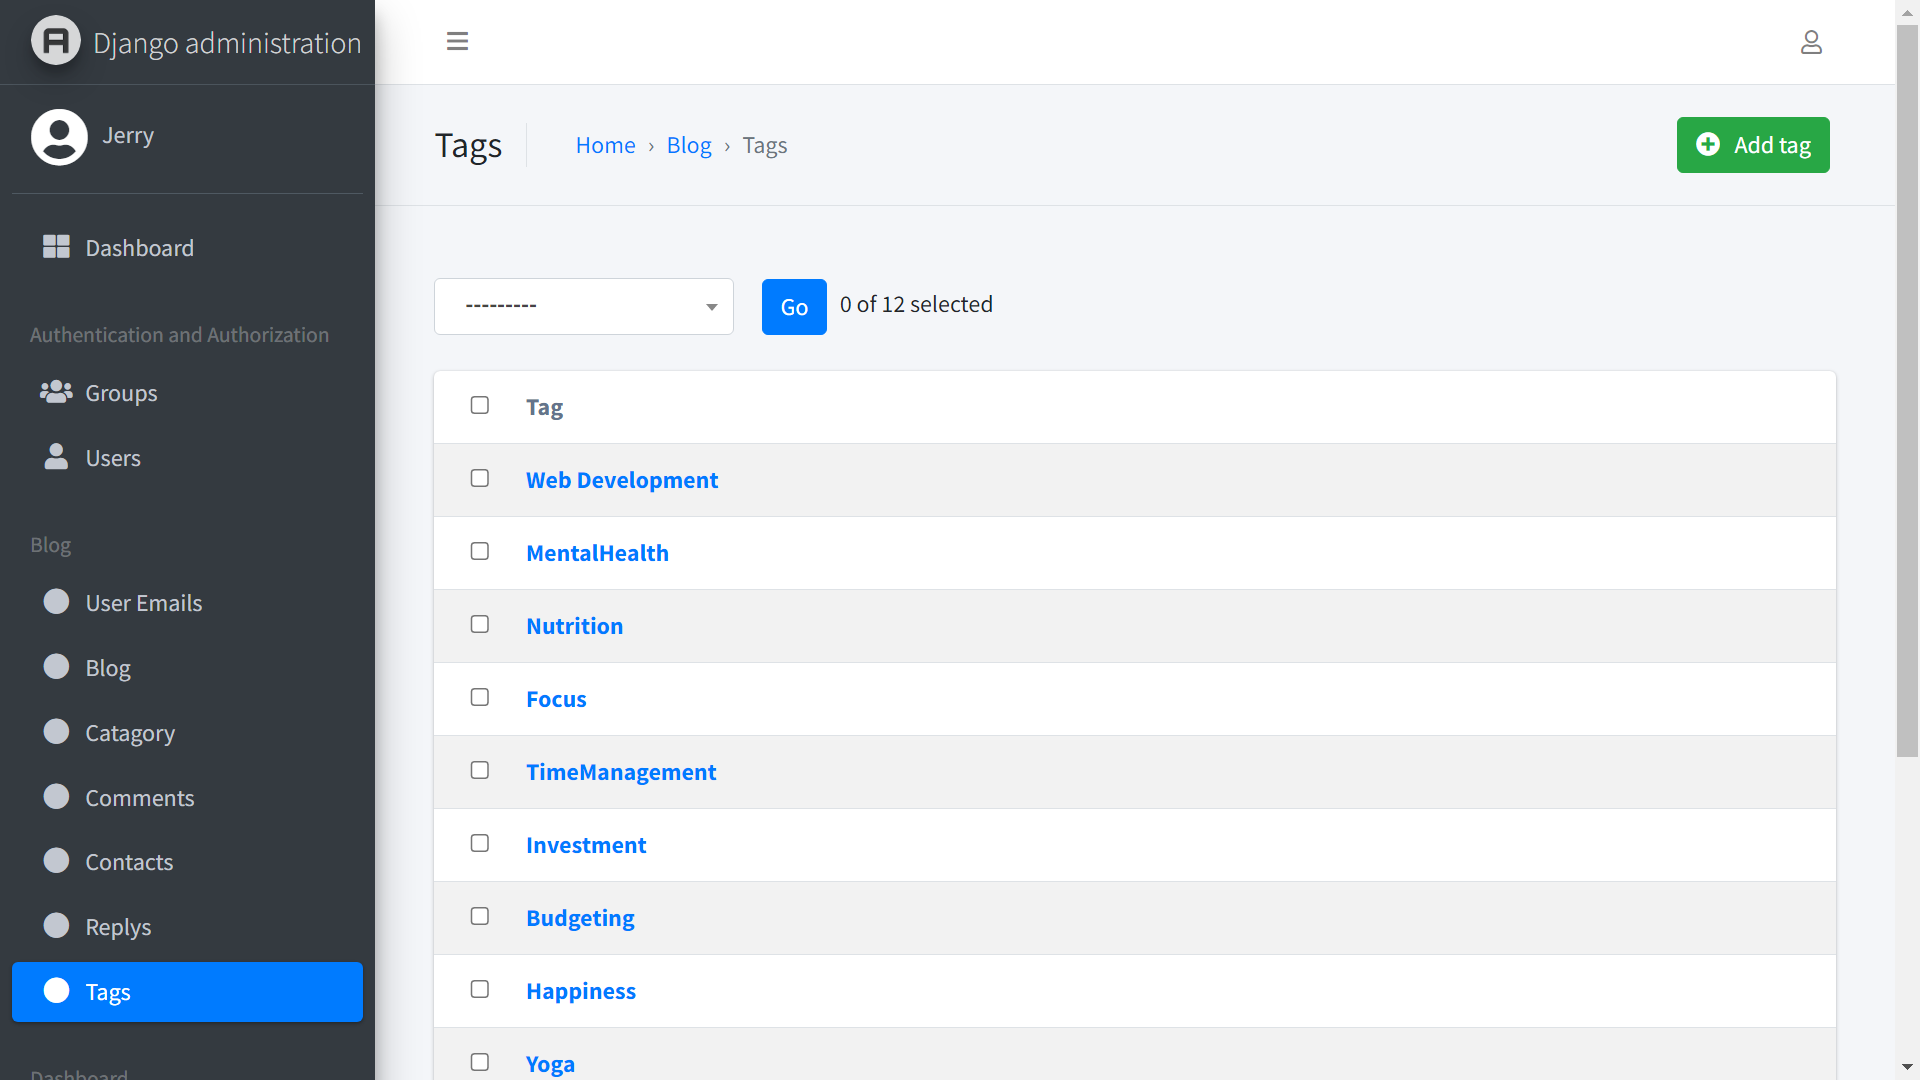 Django administration
Jerry
Dashboard
Authentication and Authorization
Groups
Users
Blog
User Emails
Blog
Catagory
Comments
Contacts
Replys
Tags
Dashboard
Tags
Home › Blog › Tags
Add tag
---------
Go
0 of 12 selected
Tag
Web Development
MentalHealth
Nutrition
Focus
TimeManagement
Investment
Budgeting
Happiness
Yoga